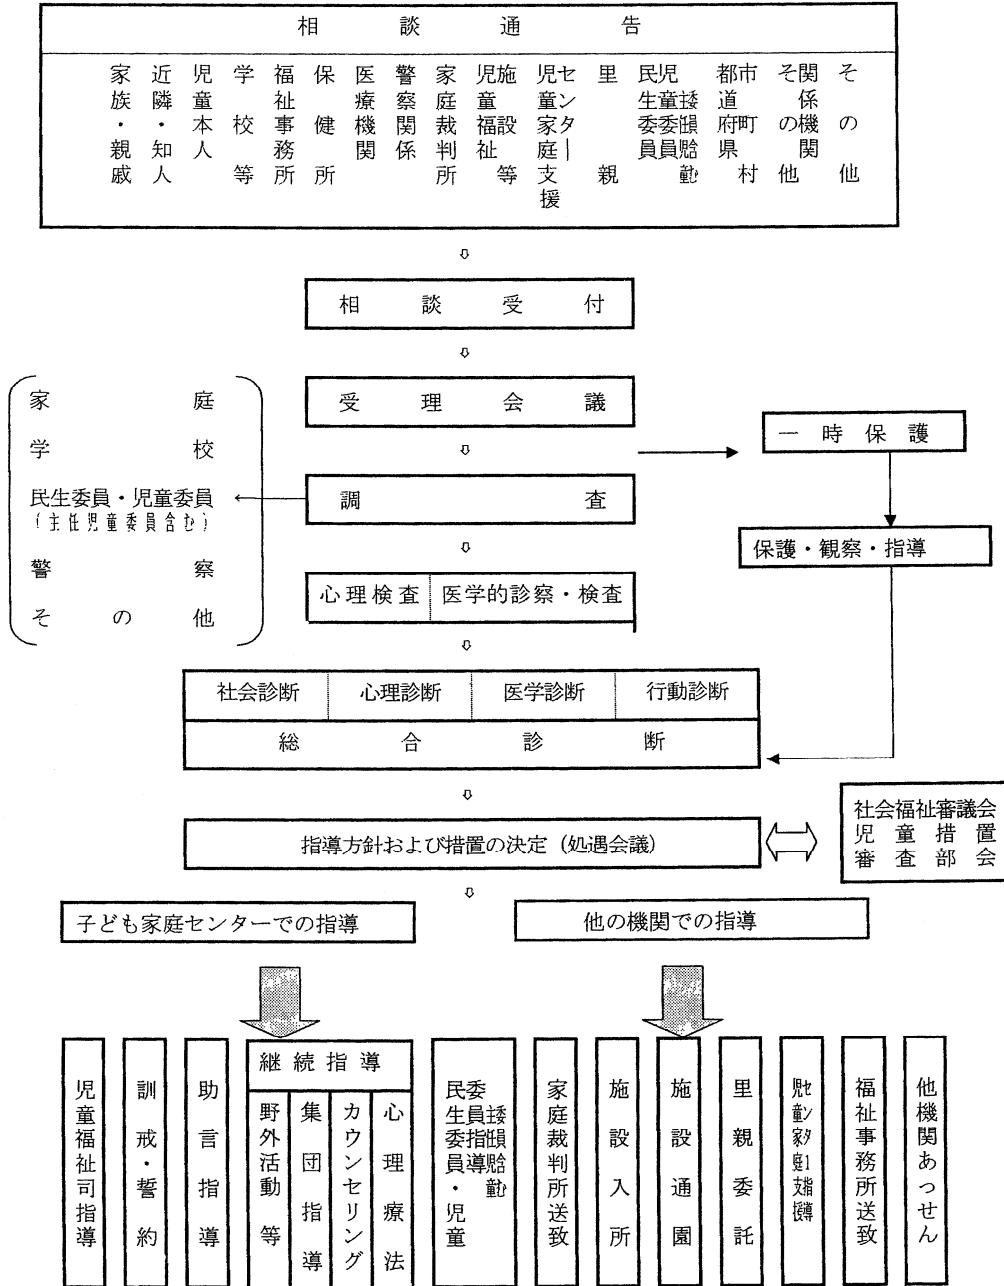 相談通告
家族・親戚
近隣・知人
児童本人
学校等
福祉事務所
保健所
医療機関
警察関係
家庭裁判所
児童福祉
施設等
児童家庭支援
センター
里親
民生委員
児童委員
都道府県
市町村
その他
関係機関
その他
相談受付
受理会議
家庭
学校
民生委員・児童委員
(主任児童委員含む)
警察
その他
調査
一時保護
保護・観察・指導
心理検査
医学的診察・検査
社会診断
心理診断
医学診断
行動診断
総合診断
指導方針および措置の決定(処遇会議)
社会福祉審議会
児童措置
審査部会
子ども家庭センターでの指導
他の機関での指導
児童福祉司指導
訓戒・誓約
助言指導
継続指導
野外活動等
集団指導
カウンセリング
心理療法
民生委員・児童
委員指導
家庭裁判所送致
施設入所
施設通園
里親委託
福祉事務所送致
他機関あっせん